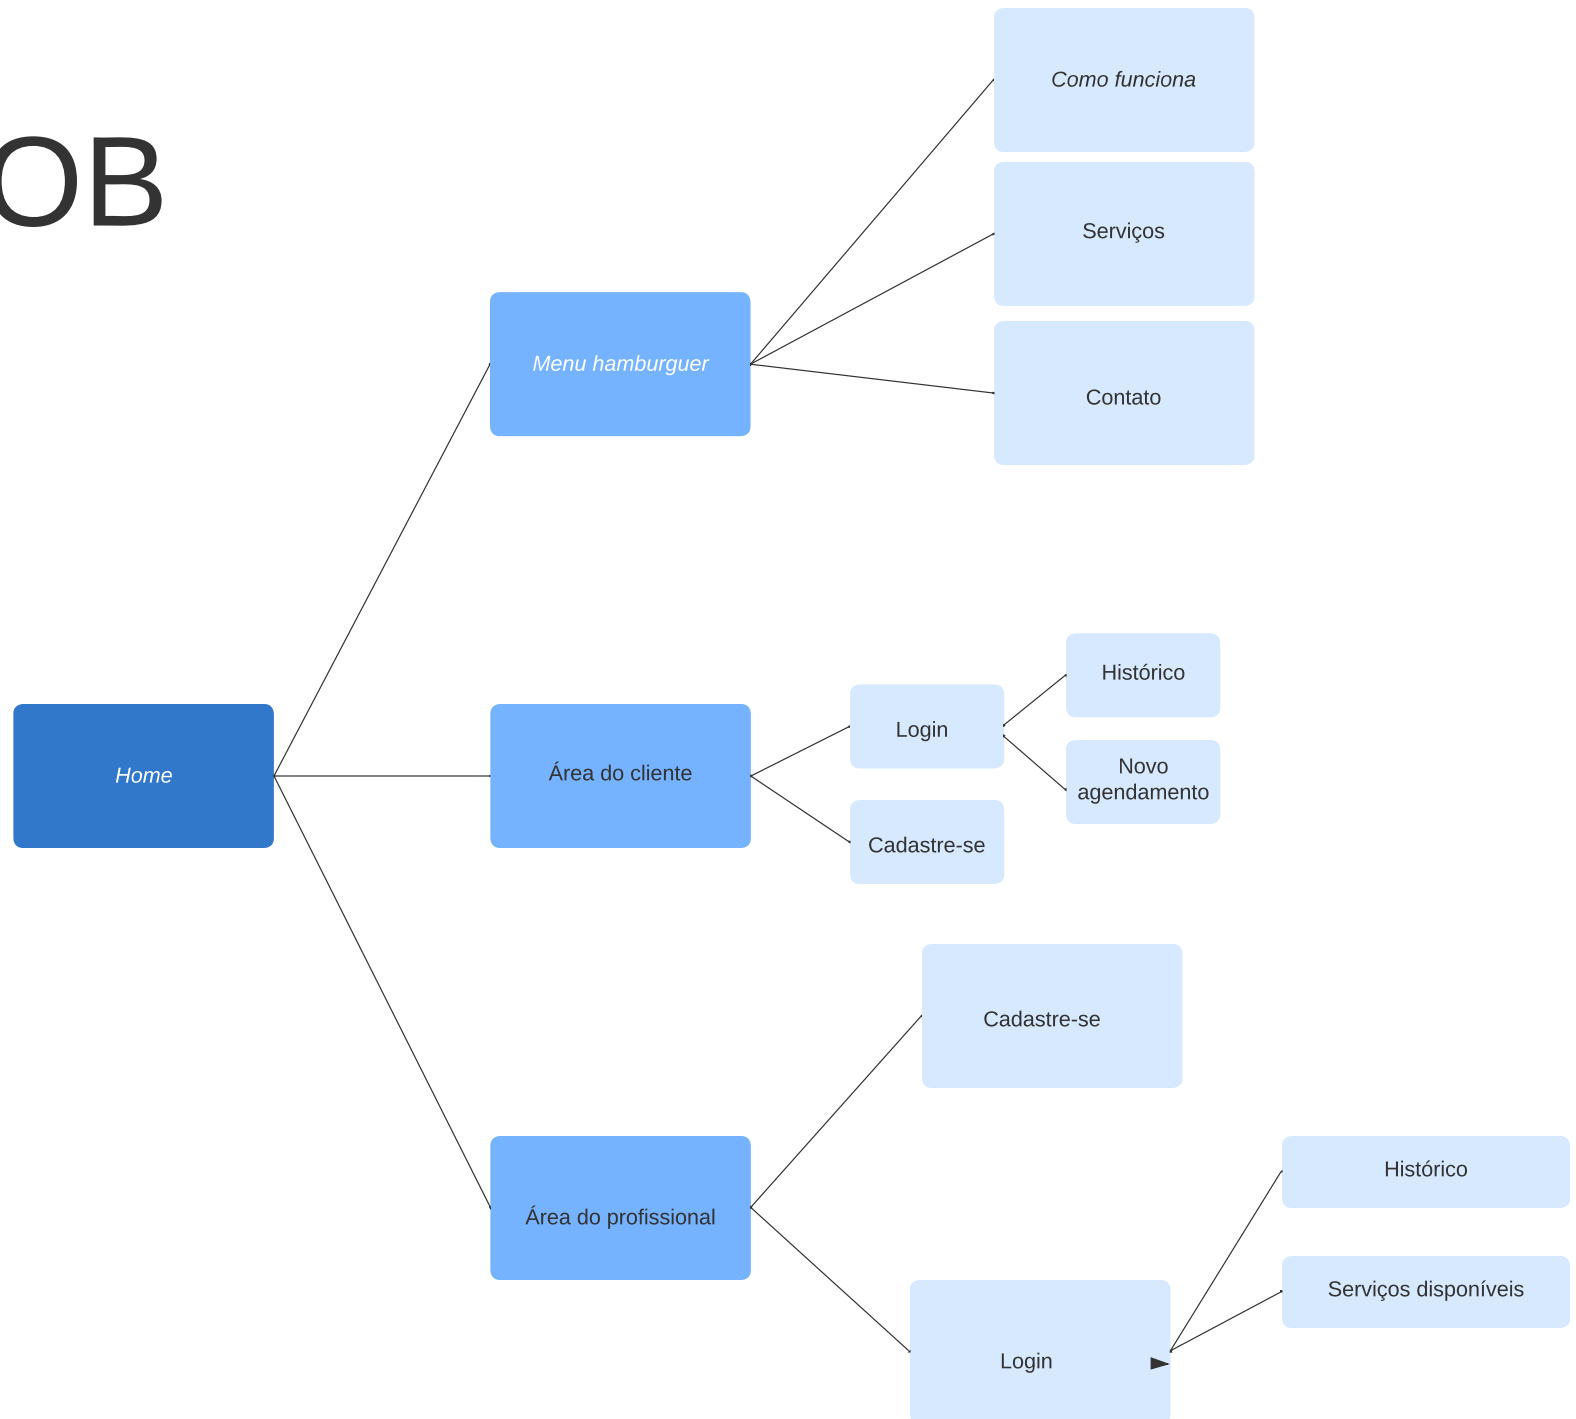 OB
Como funciona
Serviços
Menu hamburguer
Contato
Histórico
Login
Novo
agendamento
Home
Área do cliente
Cadastre-se
Cadastre-se
Histórico
Área do profissional
Serviços disponíveis
Login